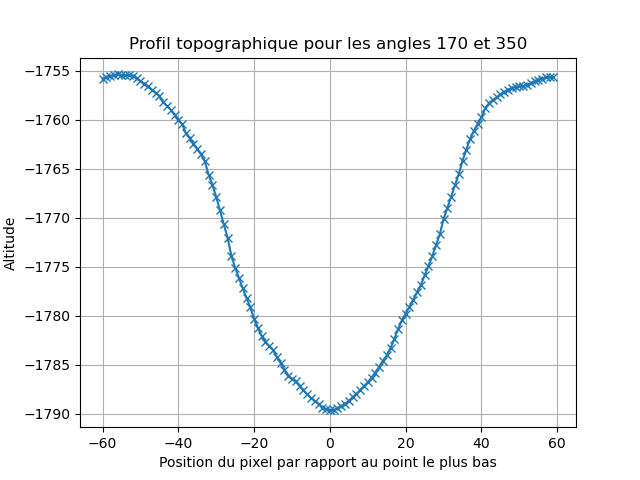 Profil topographique pour les angles 170 et 350
Altitude
−1755
−1760
−1765
−1770
−1775
−1780
−1785
−1790
−60 −40 −20 0 20 40 60
Position du pixel par rapport au point le plus bas